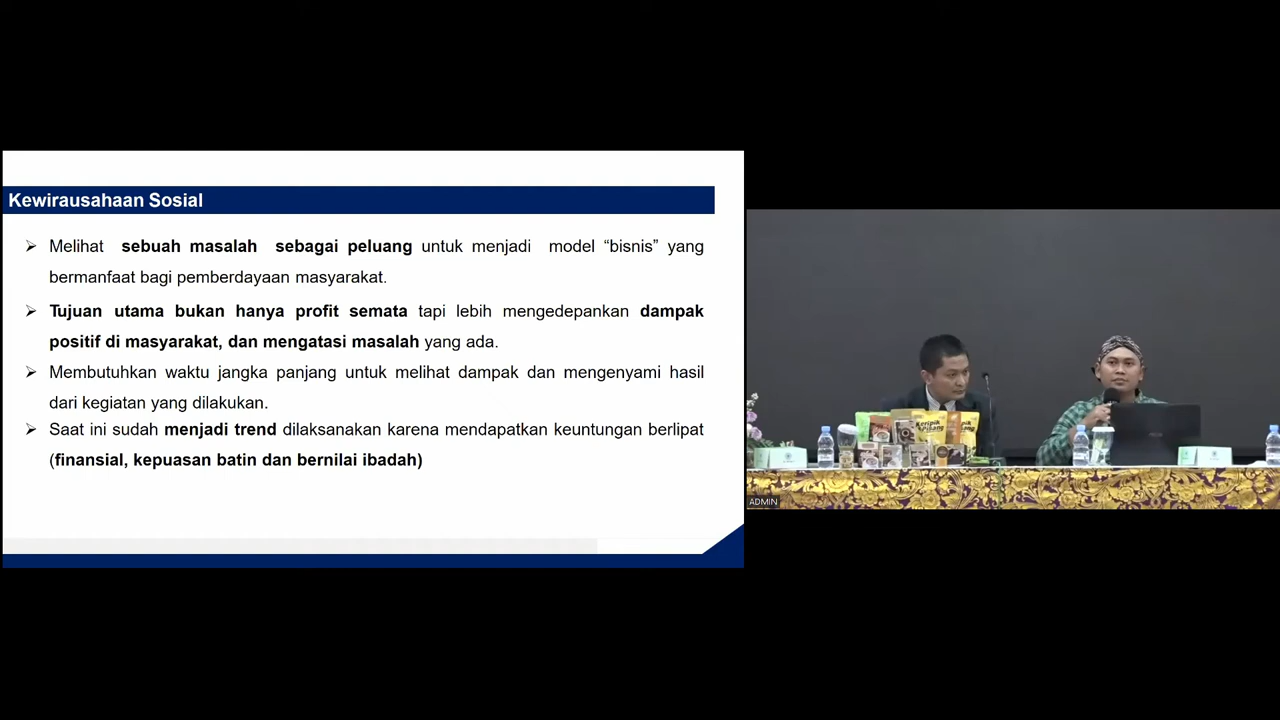 Kewirausahaan Sosial
Melihat sebuah masalah sebagai peluang untuk menjadi model “bisnis” yang
bermanfaat bagi pemberdayaan masyarakat.
Tujuan utama bukan hanya profit semata tapi lebih mengedepankan dampak
positif di masyarakat, dan mengatasi masalah yang ada.
Membutuhkan waktu jangka panjang untuk melihat dampak dan mengenyami hasil
dari kegiatan yang dilakukan.
Saat ini sudah menjadi trend dilaksanakan karena mendapatkan keuntungan berlipat
(finansial, kepuasan batin dan bernilai ibadah)
Keripik
Pisang
ADMIN